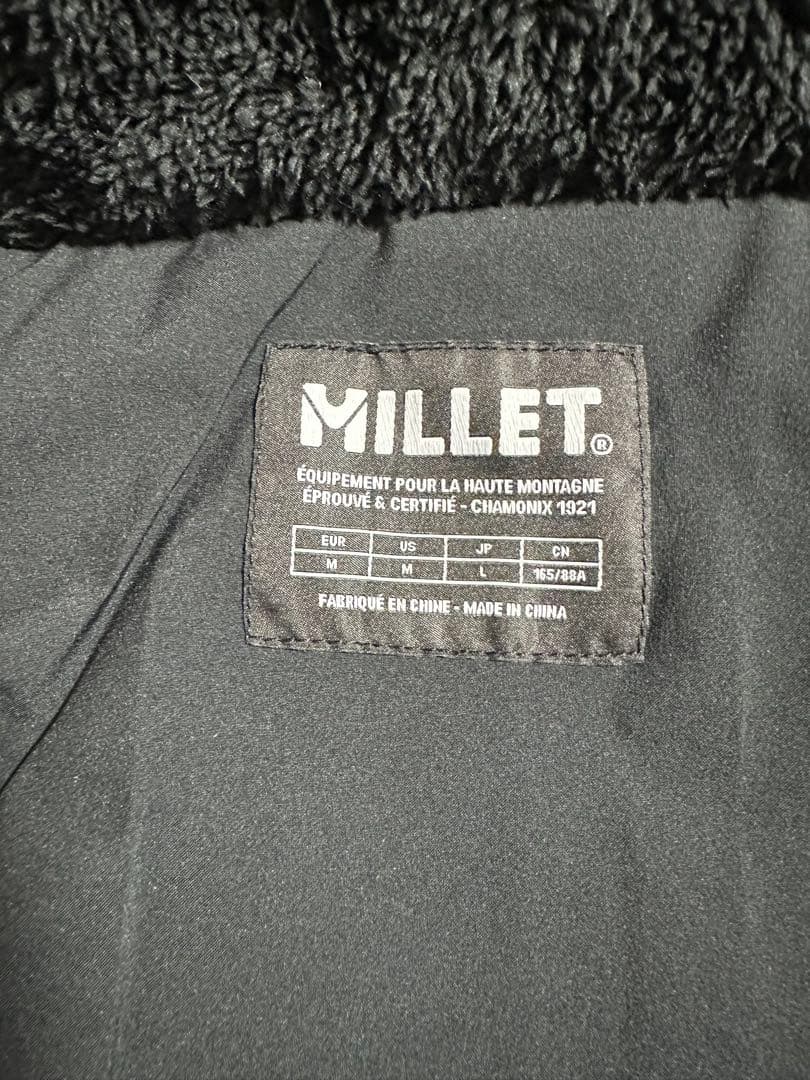 MILLET®
ÉQUIPEMENT POUR LA HAUTE MONTAGNE
ÉPROUVÉ & CERTIFIÉ - CHAMONIX 1921
EUR US JP CN
M M L 165/88A
FABRIQUÉ EN CHINE - MADE IN CHINA